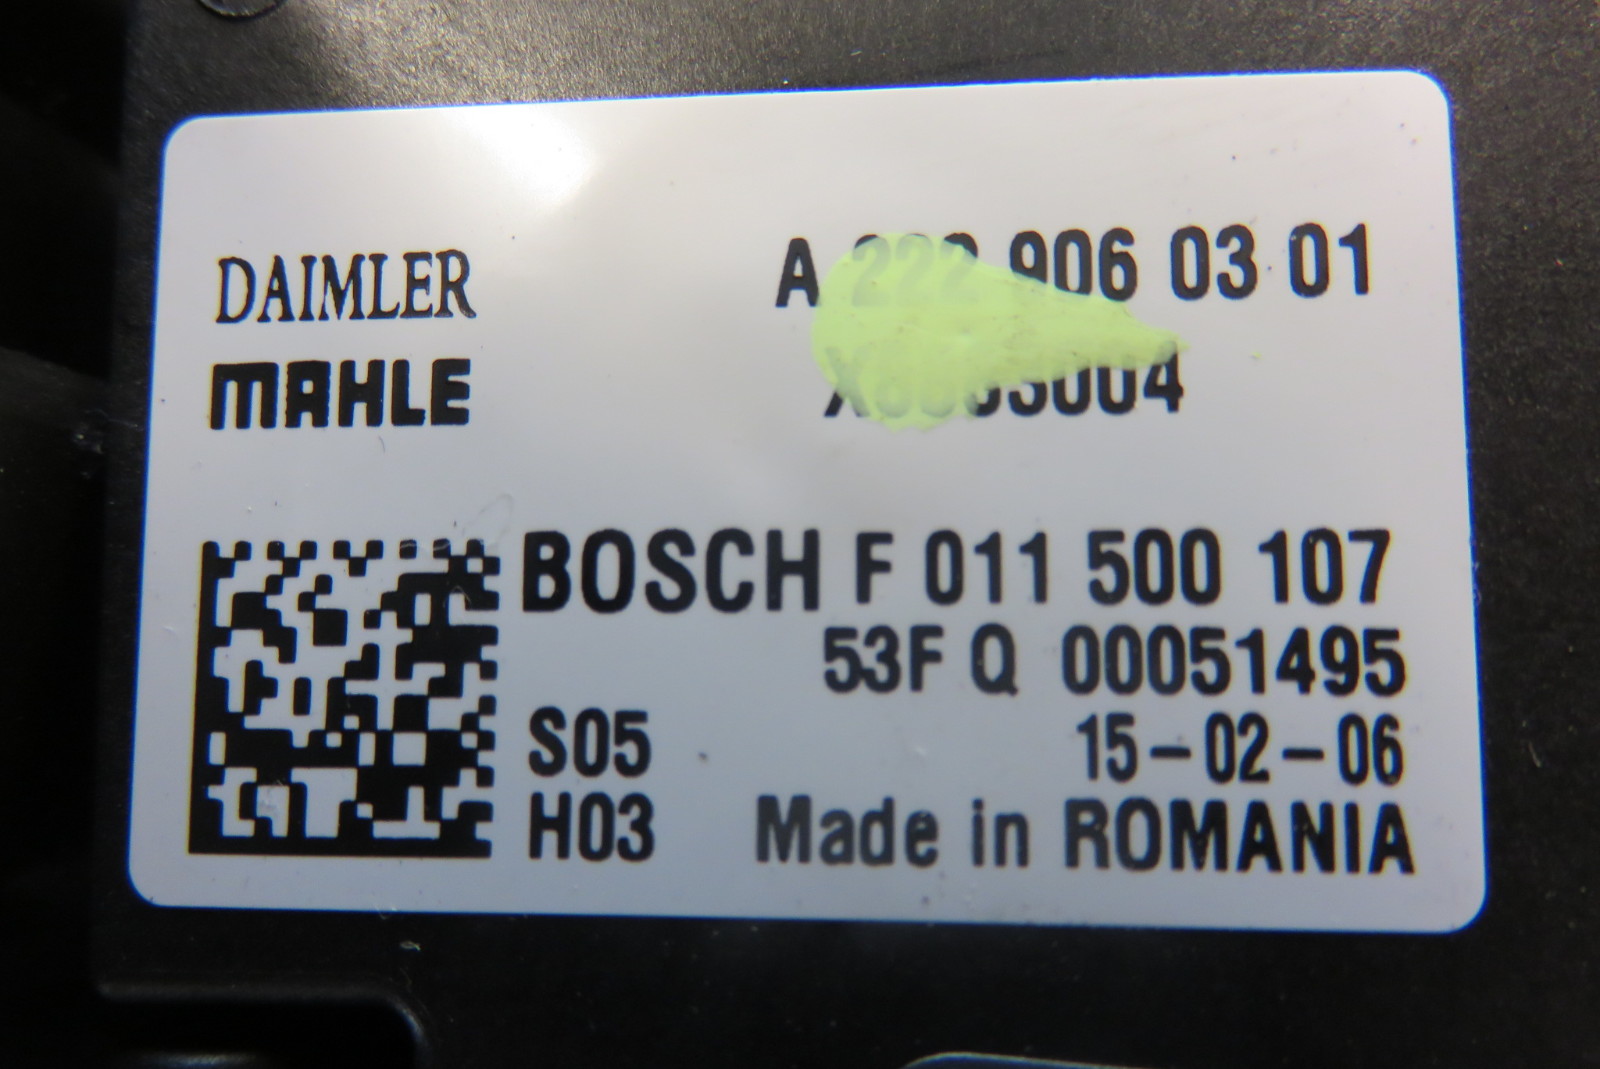 DAIMLER
A 222 906 03 01
MAHLE
BOSCH F 011 500 107
53F Q 00051495
S05
15-02-06
H03
Made in ROMANIA